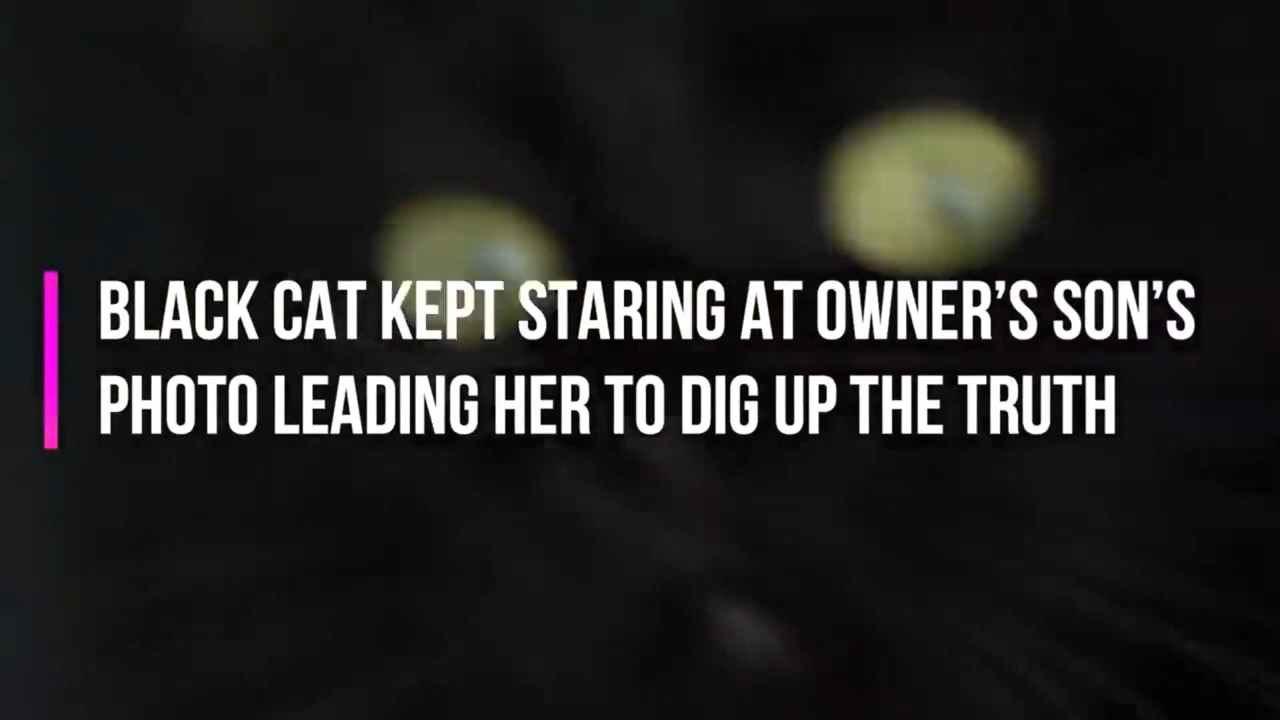 BLACK CAT KEPT STARING AT OWNER’S SON’S
PHOTO LEADING HER TO DIG UP THE TRUTH